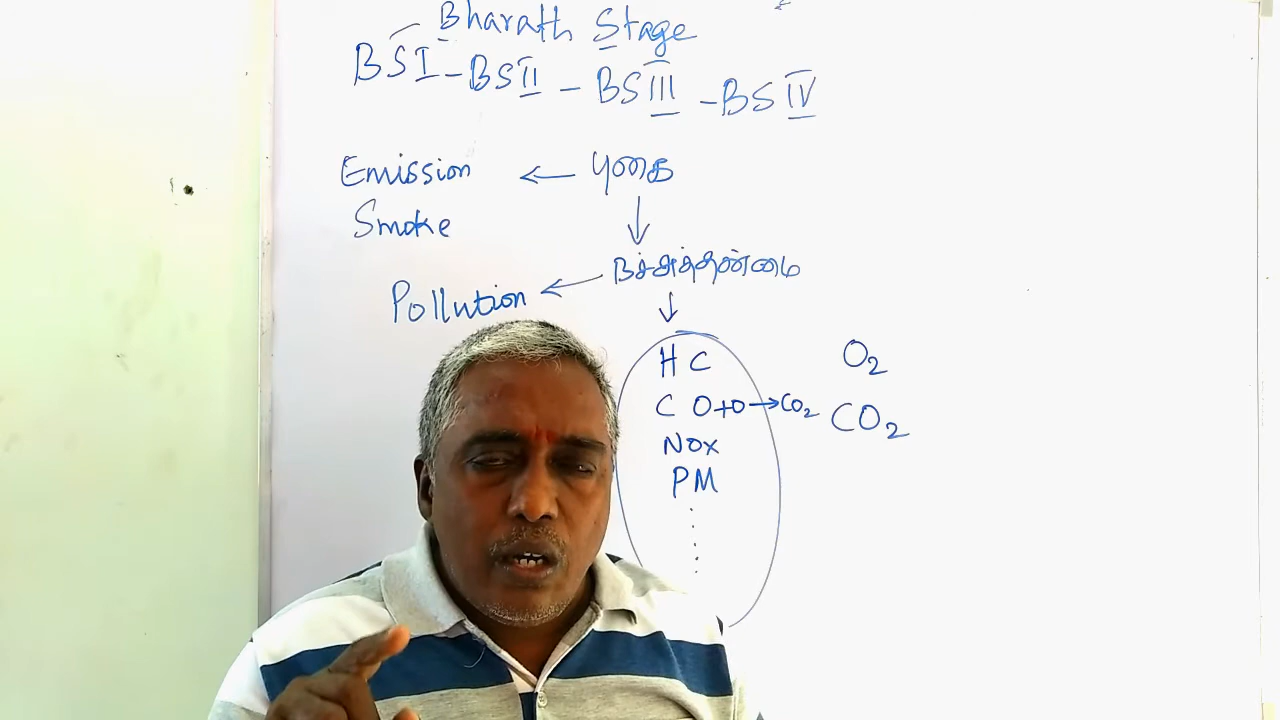 Bharath Stage
BSI - BSII - BSIII - BSIV
Emission ← புகை
Smoke
↓
நச்சுத்தன்மை
Pollution ←
↓
HC O2
CO+O→CO2 CO2
NOx
PM